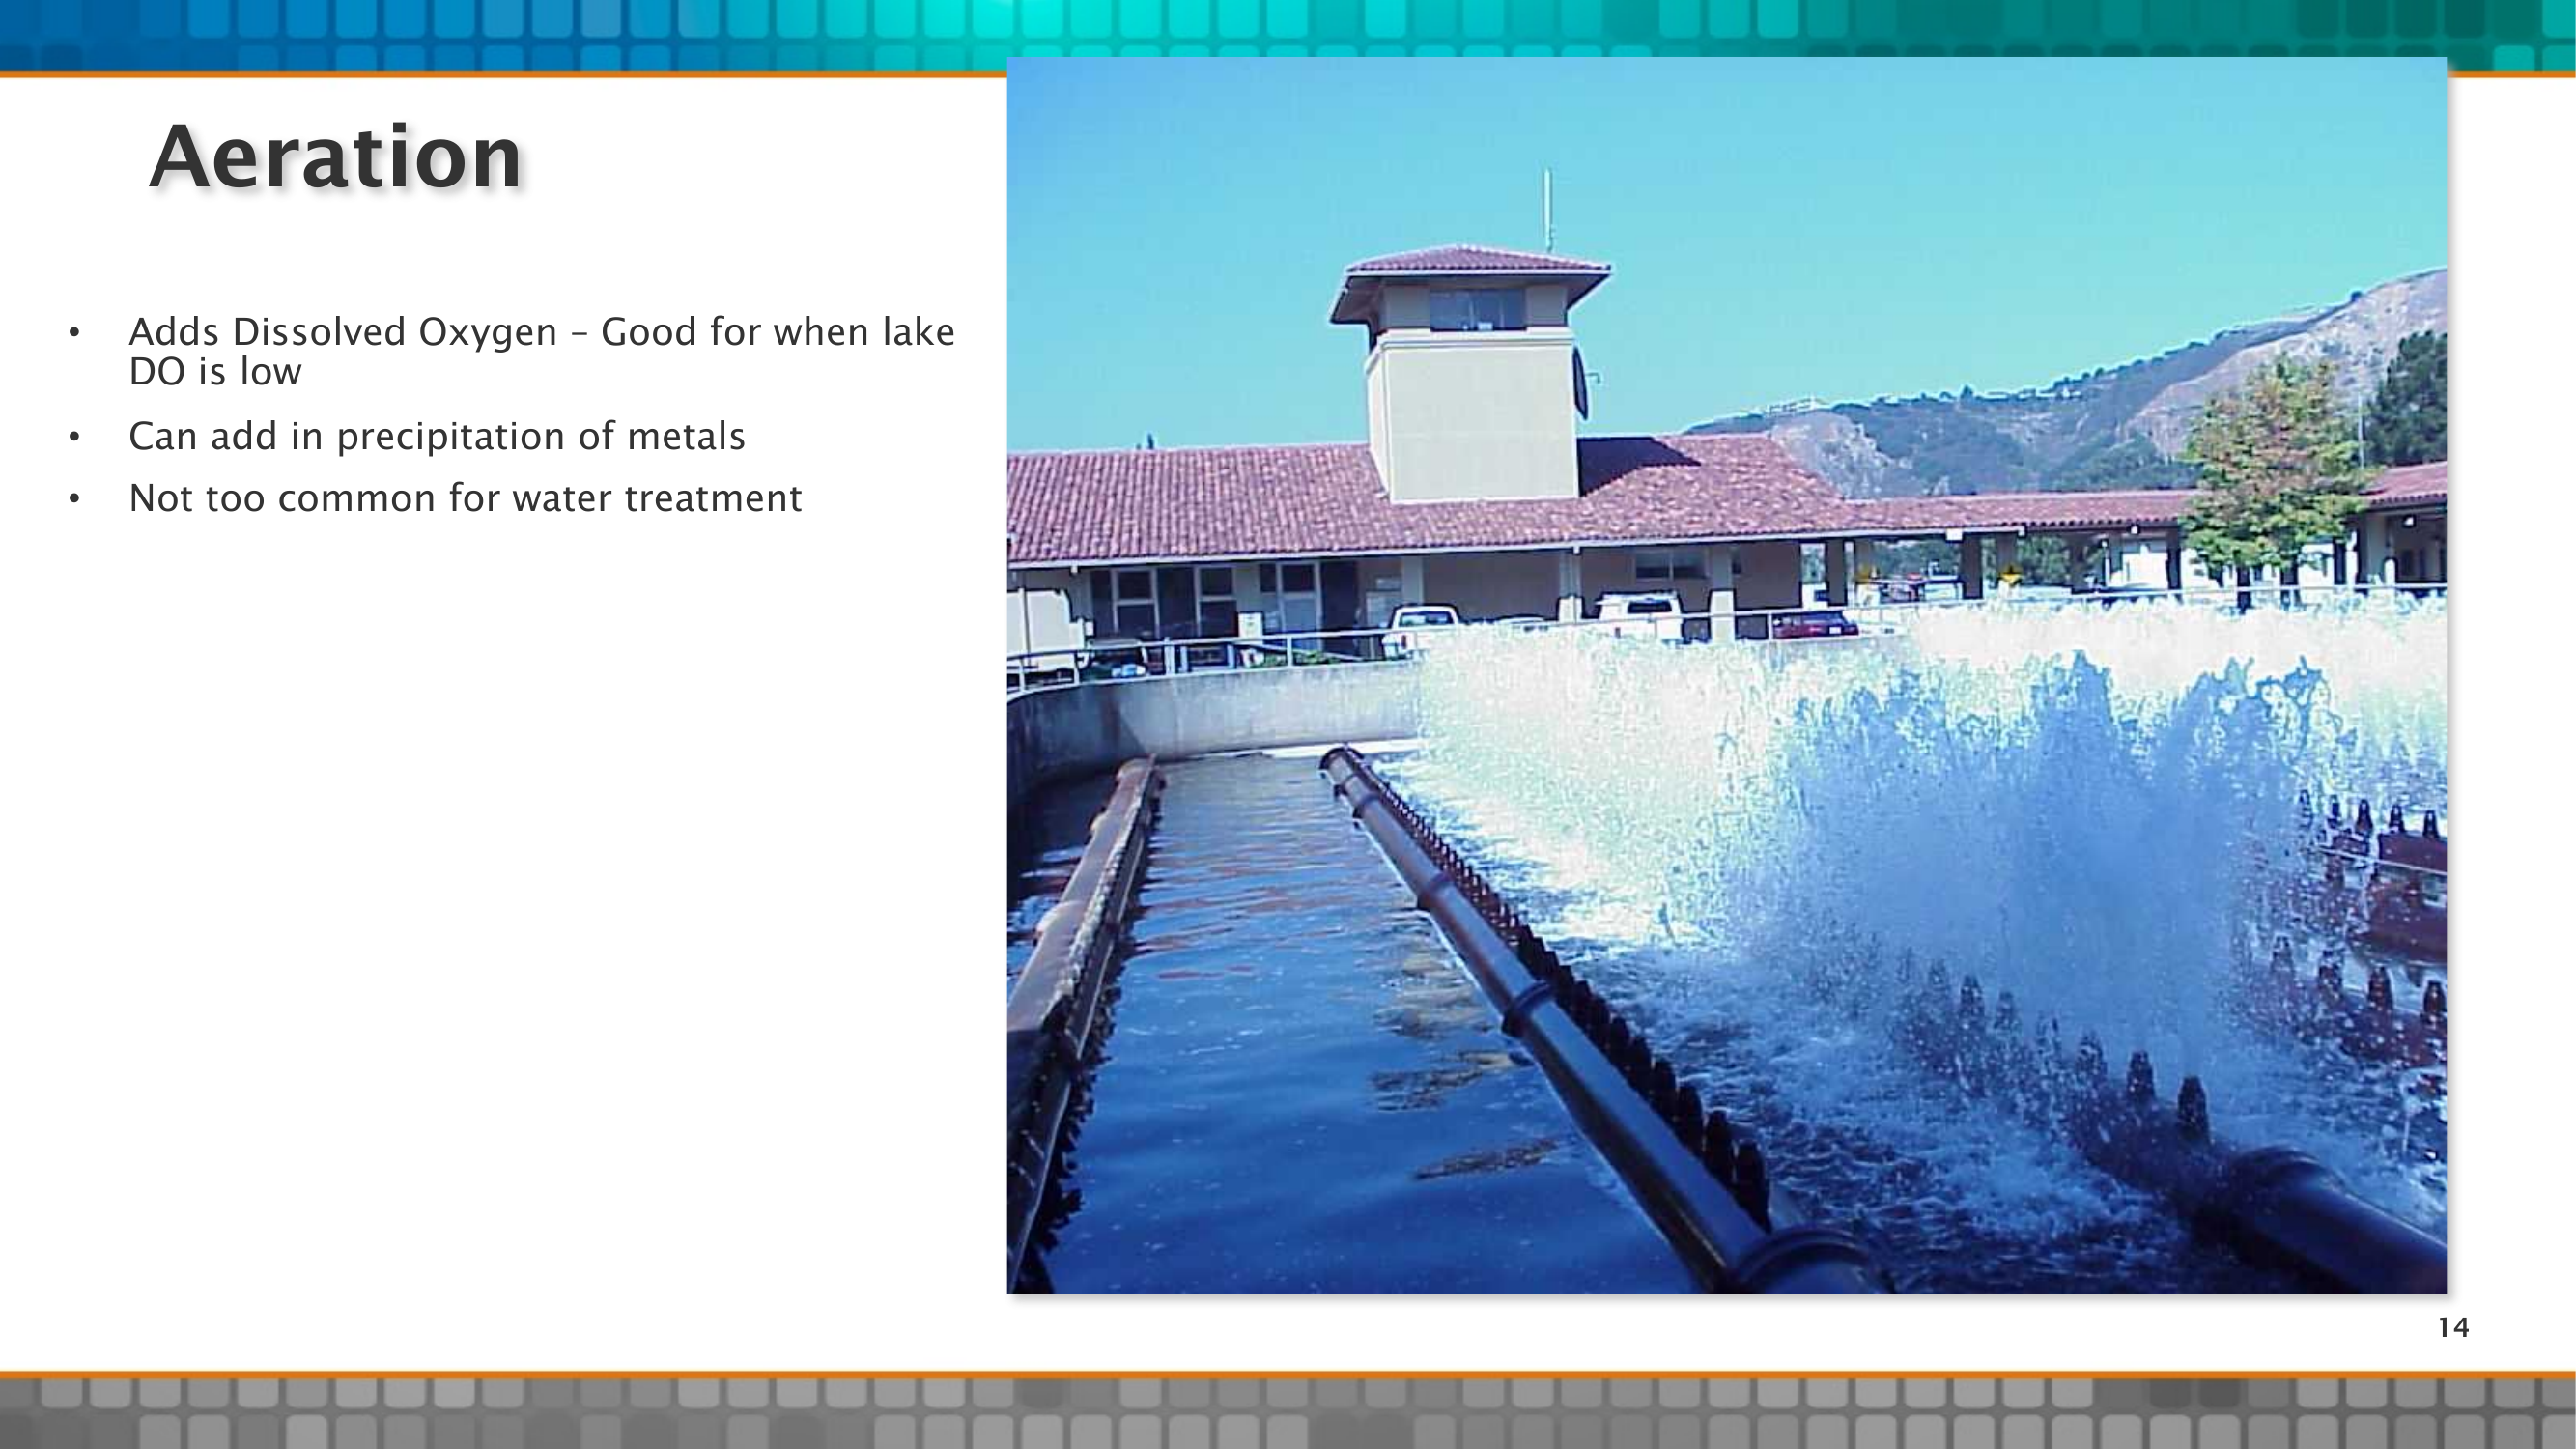 Aeration
• Adds Dissolved Oxygen – Good for when lake
DO is low
• Can add in precipitation of metals
• Not too common for water treatment
14